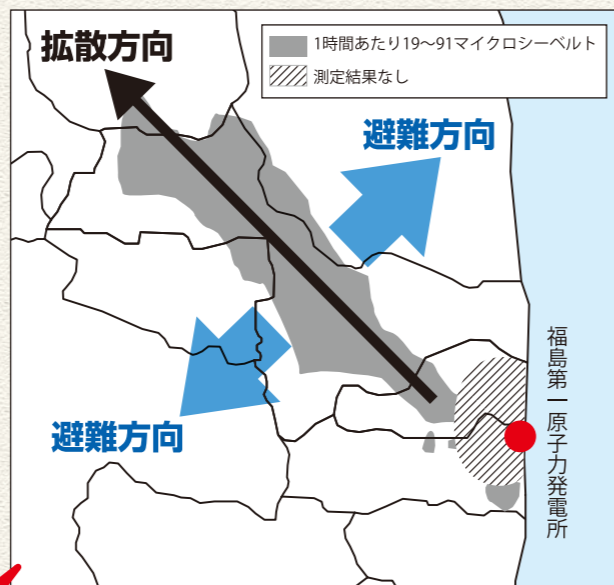 拡散方向
1時間あたり19〜91マイクロシーベルト
測定結果なし
避難方向
避難方向
福島第一原子力発電所